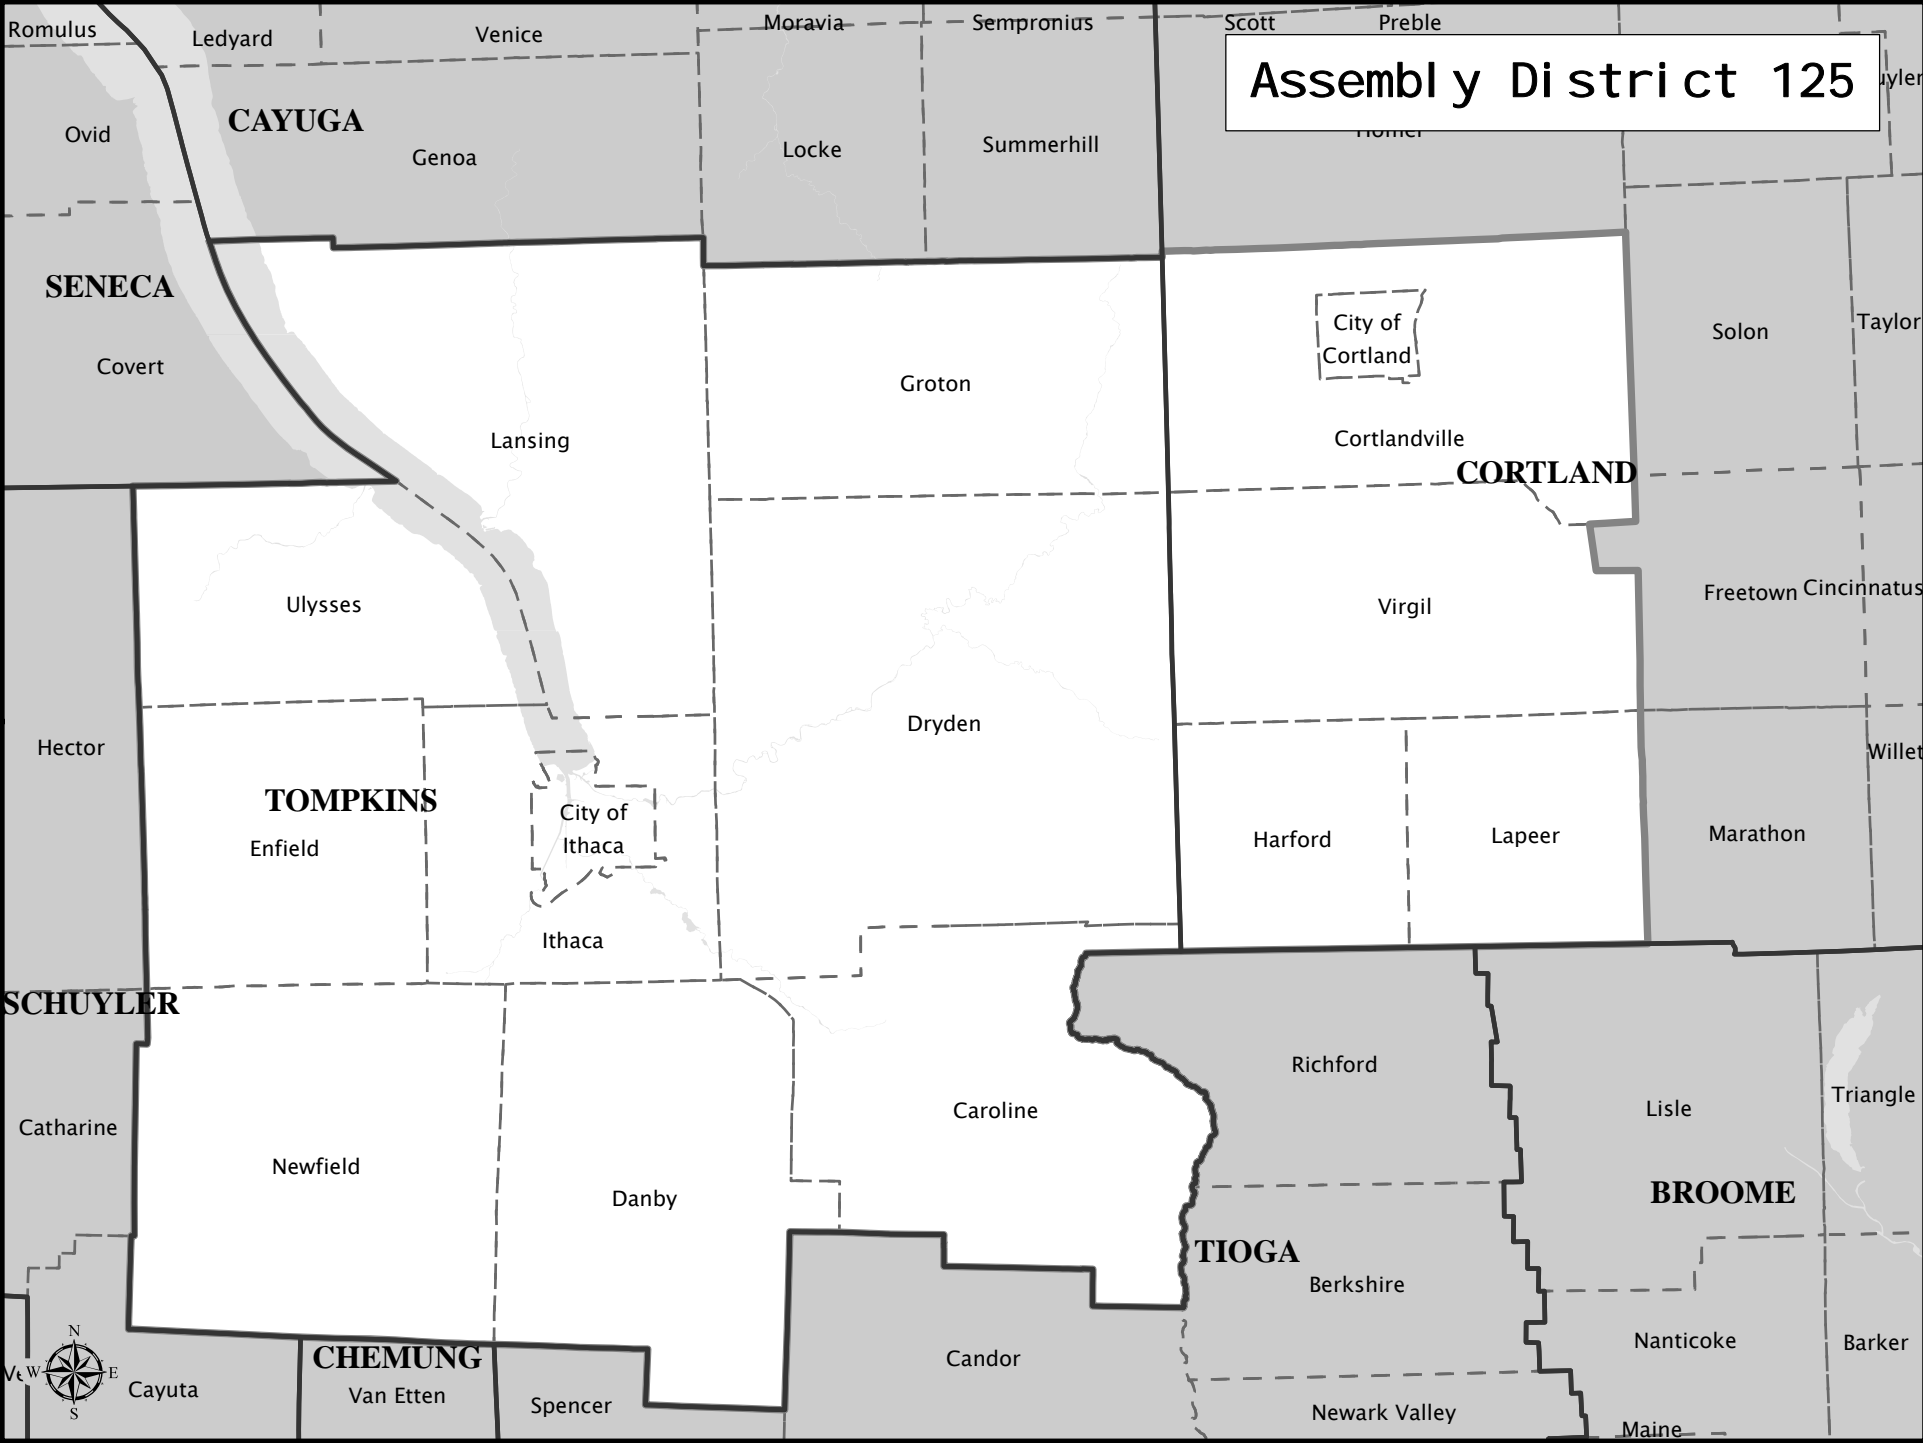 Romulus
Ledyard
Venice
Moravia
Sempronius
Scott
Preble
Assembly District 125
Ovid
CAYUGA
Genoa
Locke
Summerhill
SENECA
Covert
City of
Cortland
Solon
Taylor
Groton
Lansing
Cortlandville
CORTLAND
Ulysses
Virgil
Freetown
Cincinnatus
Hector
Dryden
TOMPKINS
Enfield
City of
Ithaca
Harford
Lapeer
Marathon
Ithaca
SCHUYLER
Catharine
Newfield
Danby
Caroline
Richford
Lisle
Triangle
BROOME
TIOGA
Berkshire
Nanticoke
Barker
N
W
E
S
Cayuta
CHEMUNG
Van Etten
Spencer
Candor
Newark Valley
Maine